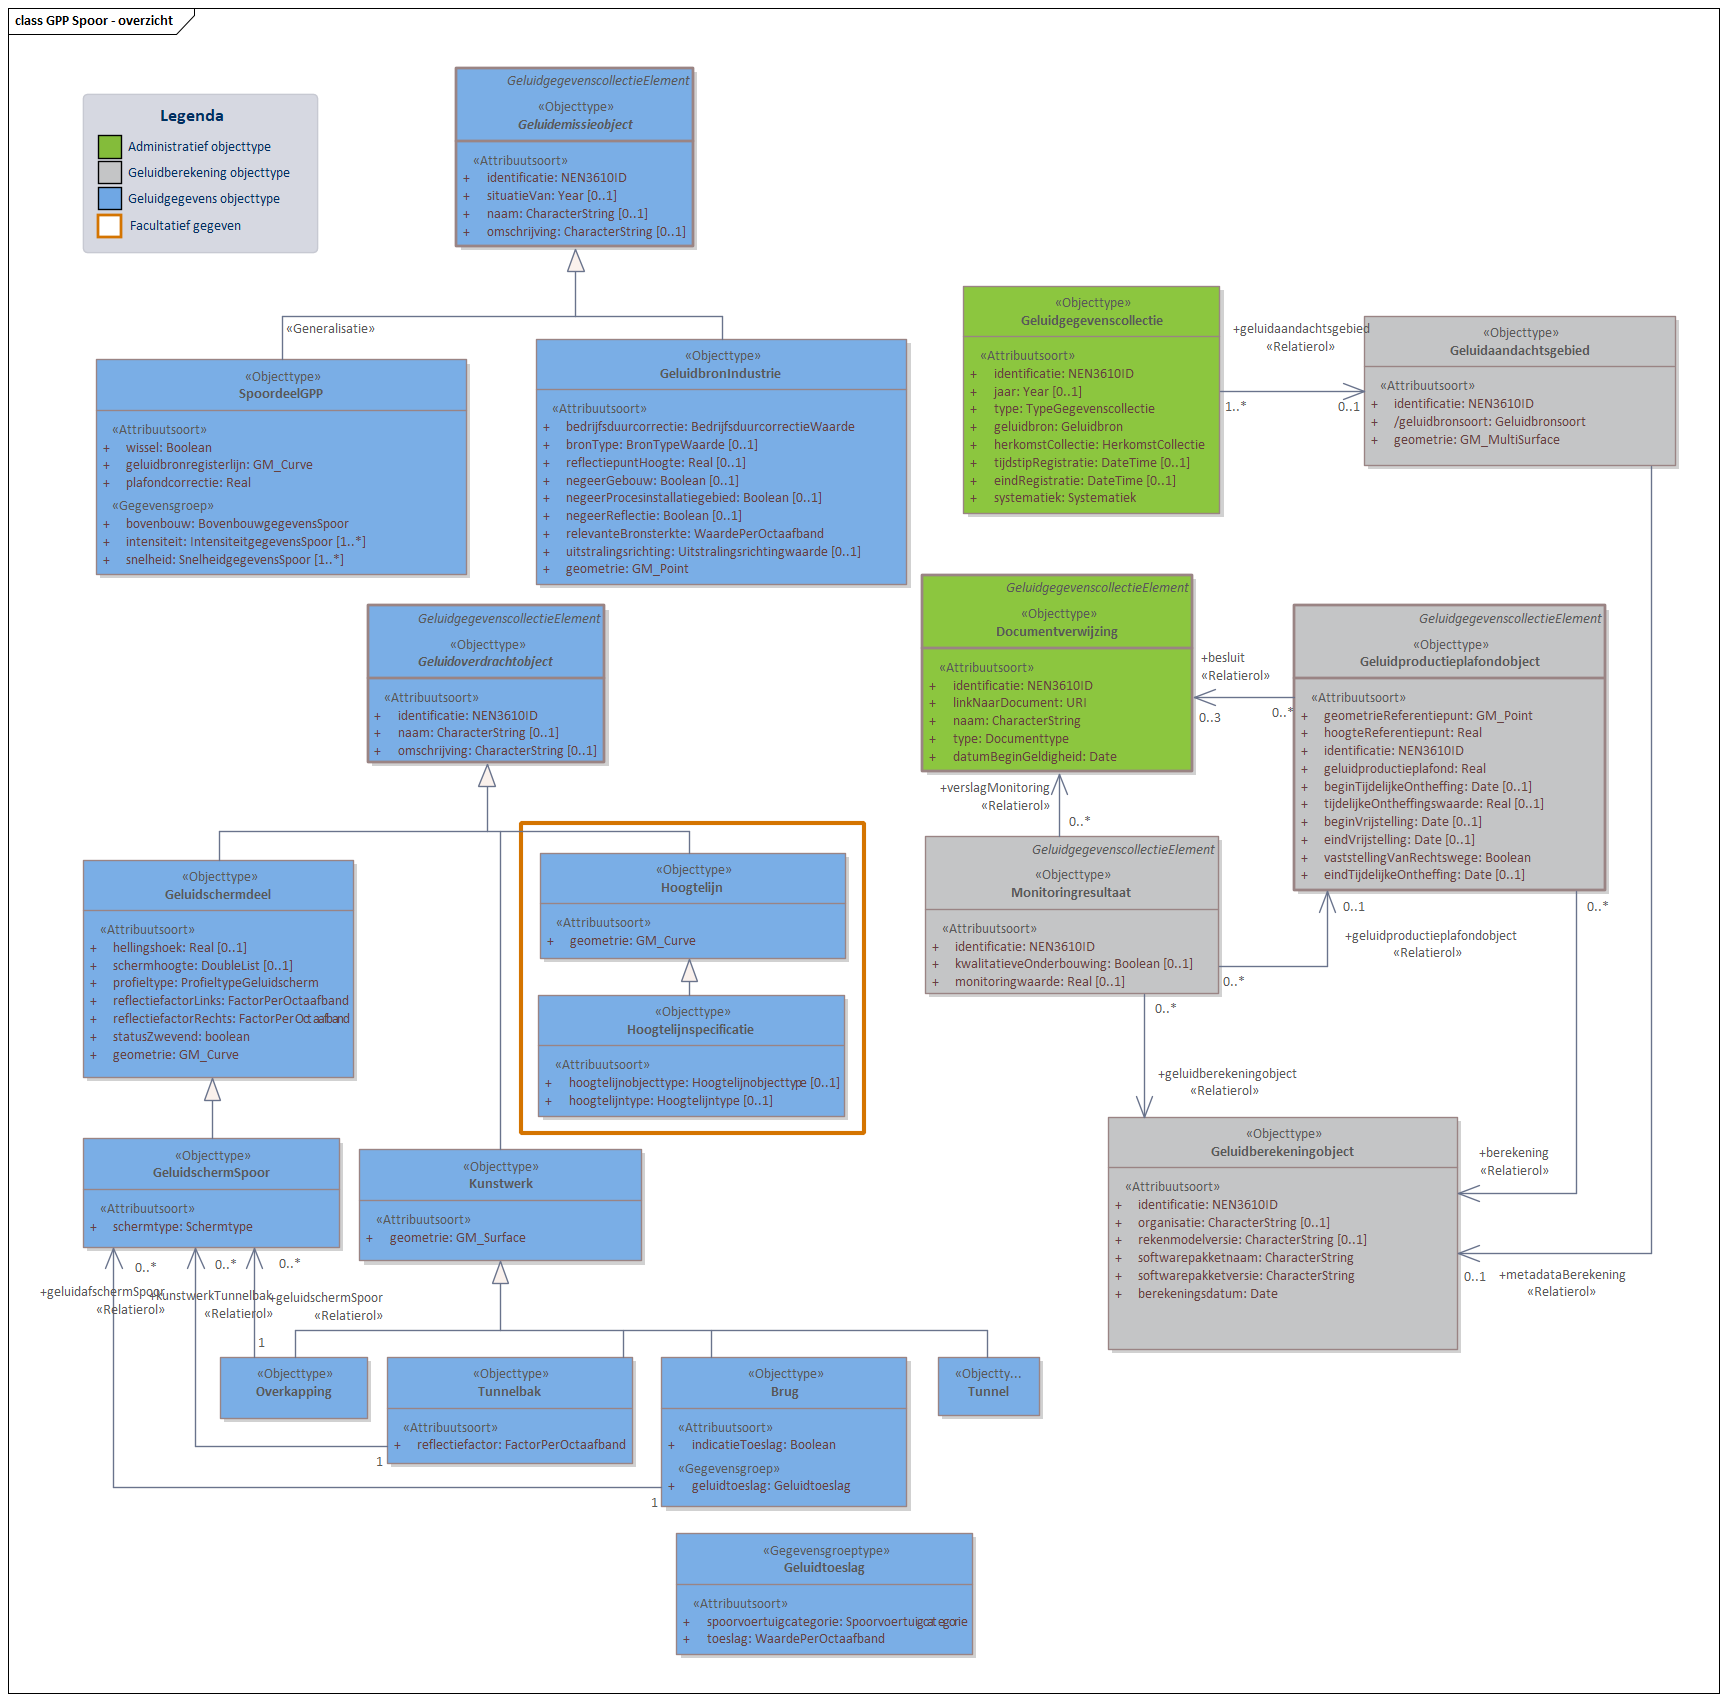 class GPP Spoor - overzicht
Legenda
Administratief objecttype
Geluidberekening objecttype
Geluidgegevens objecttype
Facultatief gegeven
GeluidgegevenscollectieElement
«Objecttype»
Geluidemissieobject
«Attribuutsoort»
+ identificatie: NEN3610ID
+ situatieVan: Year [0..1]
+ naam: CharacterString [0..1]
+ omschrijving: CharacterString [0..1]
«Generalisatie»
«Objecttype»
SpoordeelGPP
«Attribuutsoort»
+ wissel: Boolean
+ geluidbronregisterlijn: GM_Curve
+ plafondcorrectie: Real
«Gegevensgroep»
+ bovenbouw: BovenbouwgegevensSpoor
+ intensiteit: IntensiteitgegevensSpoor [1..*]
+ snelheid: SnelheidgegevensSpoor [1..*]
«Objecttype»
GeluidbronIndustrie
«Attribuutsoort»
+ bedrijfsduurcorrectie: BedrijfsduurcorrectieWaarde
+ bronType: BronTypeWaarde [0..1]
+ reflectiepuntHoogte: Real [0..1]
+ negeerGebouw: Boolean [0..1]
+ negeerProcesinstallatiegebied: Boolean [0..1]
+ negeerReflectie: Boolean [0..1]
+ relevanteBronsterkte: WaardePerOctaafband
+ uitstralingsrichting: Uitstralingsrichtingwaarde [0..1]
+ geometrie: GM_Point
«Objecttype»
Geluidgegevenscollectie
«Attribuutsoort»
+ identificatie: NEN3610ID
+ jaar: Year [0..1]
+ type: TypeGegevenscollectie
+ geluidbron: Geluidbron
+ herkomstCollectie: HerkomstCollectie
+ tijdstipRegistratie: DateTime [0..1]
+ eindRegistratie: DateTime [0..1]
+ systematiek: Systematiek
+geluidaandachtsgebied
«Relatierol»
1..*
0..1
«Objecttype»
Geluidaandachtsgebied
«Attribuutsoort»
+ identificatie: NEN3610ID
+ /geluidbronsoort: Geluidbronsoort
+ geometrie: GM_MultiSurface
GeluidgegevenscollectieElement
«Objecttype»
Geluidoverdrachtobject
«Attribuutsoort»
+ identificatie: NEN3610ID
+ naam: CharacterString [0..1]
+ omschrijving: CharacterString [0..1]
GeluidgegevenscollectieElement
«Objecttype»
Documentverwijzing
«Attribuutsoort»
+ identificatie: NEN3610ID
+ linkNaarDocument: URI
+ naam: CharacterString
+ type: Documenttype
+ datumBeginGeldigheid: Date
+besluit
«Relatierol»
0..3
0..*
GeluidgegevenscollectieElement
«Objecttype»
Geluidproductieplafondobject
«Attribuutsoort»
+ geometrieReferentiepunt: GM_Point
+ hoogteReferentiepunt: Real
+ identificatie: NEN3610ID
+ geluidproductieplafond: Real
+ beginTijdelijkeOntheffing: Date [0..1]
+ tijdelijkeOntheffingswaarde: Real [0..1]
+ beginVrijstelling: Date [0..1]
+ eindVrijstelling: Date [0..1]
+ vaststellingVanRechtswege: Boolean
+ eindTijdelijkeOntheffing: Date [0..1]
+verslagMonitoring
«Relatierol»
0..*
GeluidgegevenscollectieElement
«Objecttype»
Monitoringresultaat
«Attribuutsoort»
+ identificatie: NEN3610ID
+ kwalitatieveOnderbouwing: Boolean [0..1]
+ monitoringwaarde: Real [0..1]
0..1
0..*
+geluidproductieplafondobject
«Relatierol»
0..*
0..*
+geluidberekeningobject
«Relatierol»
«Objecttype»
Geluidschermdeel
«Attribuutsoort»
+ hellingshoek: Real [0..1]
+ schermhoogte: DoubleList [0..1]
+ profieltype: ProfieltypeGeluidscherm
+ reflectiefactorLinks: FactorPerOctaafband
+ reflectiefactorRechts: FactorPerOctaafband
+ statusZwevend: boolean
+ geometrie: GM_Curve
«Objecttype»
Hoogtelijn
«Attribuutsoort»
+ geometrie: GM_Curve
«Objecttype»
Hoogtelijnspecificatie
«Attribuutsoort»
+ hoogtelijnobjecttype: Hoogtelijnobjecttype [0..1]
+ hoogtelijntype: Hoogtelijntype [0..1]
«Objecttype»
Geluidberekeningobject
«Attribuutsoort»
+ identificatie: NEN3610ID
+ organisatie: CharacterString [0..1]
+ rekenmodelversie: CharacterString [0..1]
+ softwarepakketnaam: CharacterString
+ softwarepakketversie: CharacterString
+ berekeningsdatum: Date
+berekening
«Relatierol»
0..1
+metadataBerekening
«Relatierol»
«Objecttype»
GeluidschermSpoor
«Attribuutsoort»
+ schermtype: Schermtype
«Objecttype»
Kunstwerk
«Attribuutsoort»
+ geometrie: GM_Surface
0..*
0..*
0..*
+geluidafschermSpoor
«Relatierol»
+kunstwerkTunnelbak
«Relatierol»
+geluidschermSpoor
«Relatierol»
1
«Objecttype»
Overkapping
«Objecttype»
Tunnelbak
«Attribuutsoort»
+ reflectiefactor: FactorPerOctaafband
1
«Objecttype»
Brug
«Attribuutsoort»
+ indicatieToeslag: Boolean
«Gegevensgroep»
+ geluidtoeslag: Geluidtoeslag
1
«Objectty...
Tunnel
«Gegevensgroeptype»
Geluidtoeslag
«Attribuutsoort»
+ spoorvoertuigcategorie: Spoorvoertuigcategorie
+ toeslag: WaardePerOctaafband